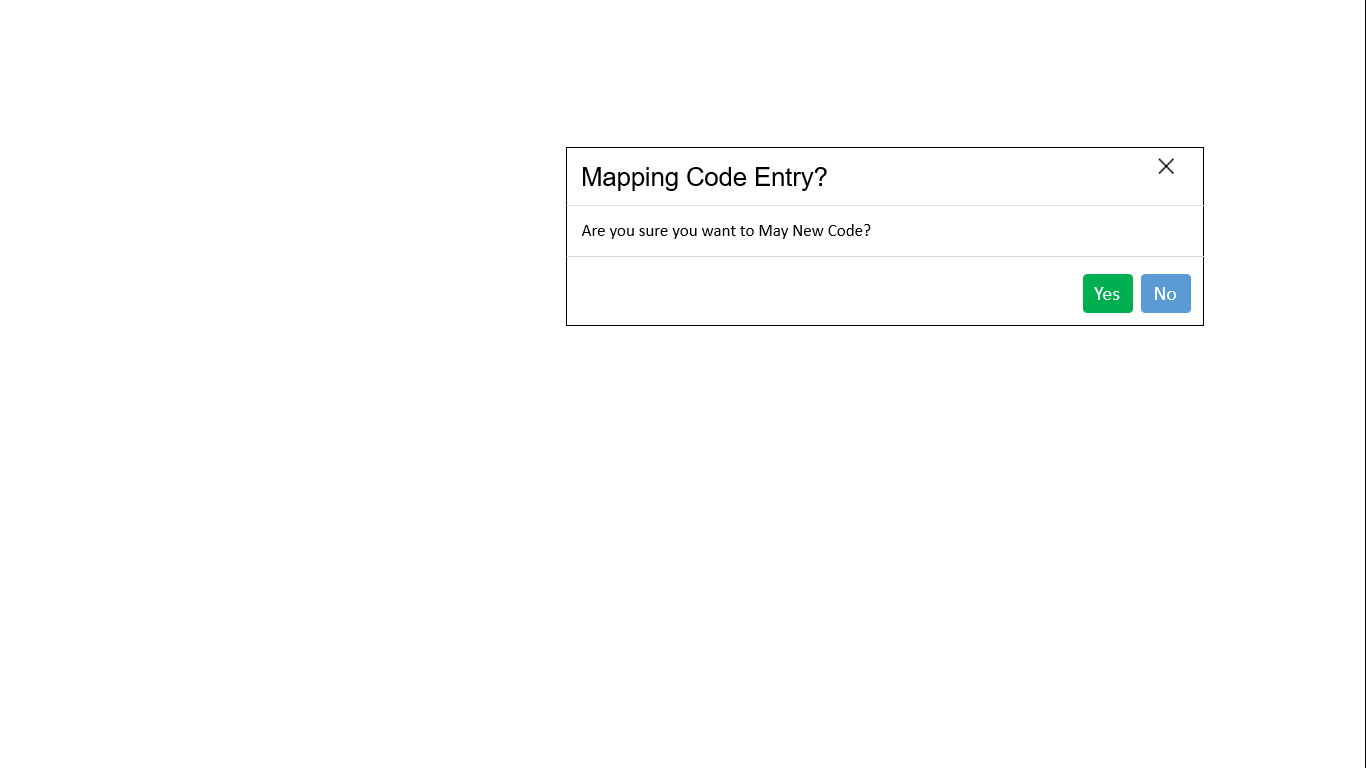 Mapping Code Entry?
Are you sure you want to May New Code?
Yes No